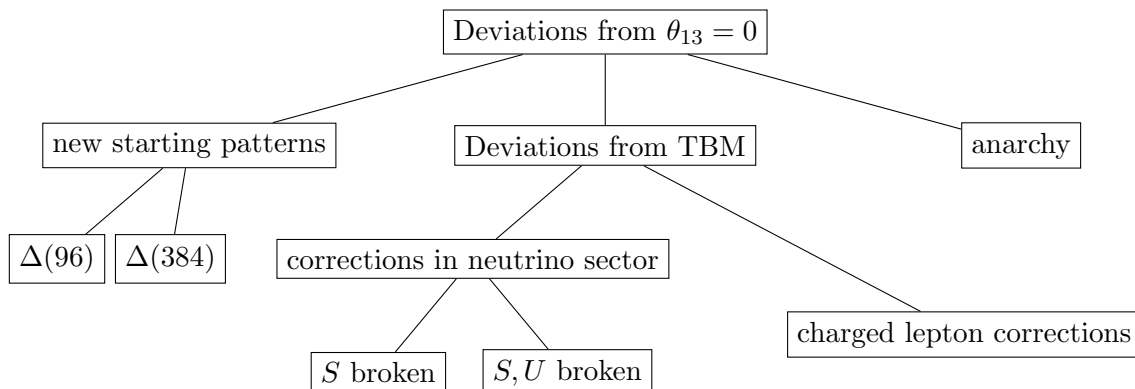 Deviations from θ₁₃ = 0
new starting patterns
Deviations from TBM
anarchy
Δ(96)
Δ(384)
corrections in neutrino sector
charged lepton corrections
S broken
S, U broken